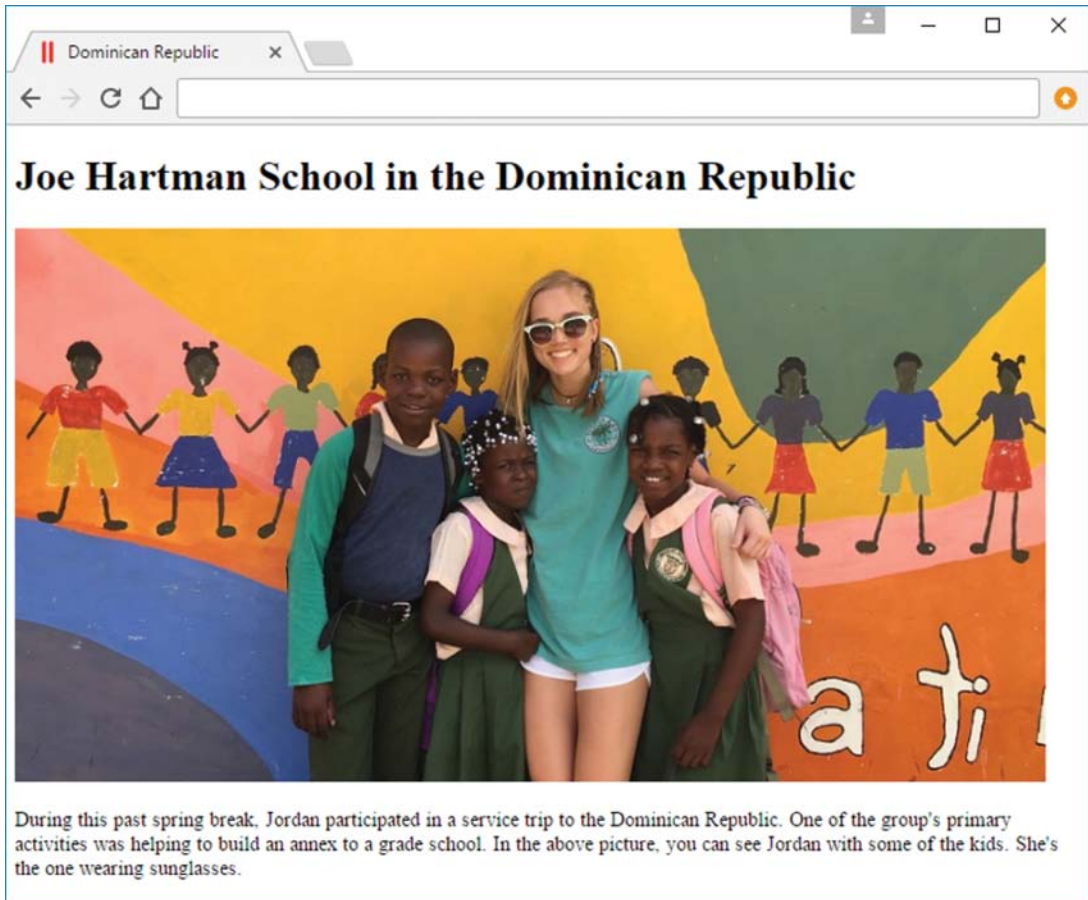 Dominican Republic
Joe Hartman School in the Dominican Republic
a ti
During this past spring break, Jordan participated in a service trip to the Dominican Republic. One of the group's primary
activities was helping to build an annex to a grade school. In the above picture, you can see Jordan with some of the kids. She's
the one wearing sunglasses.